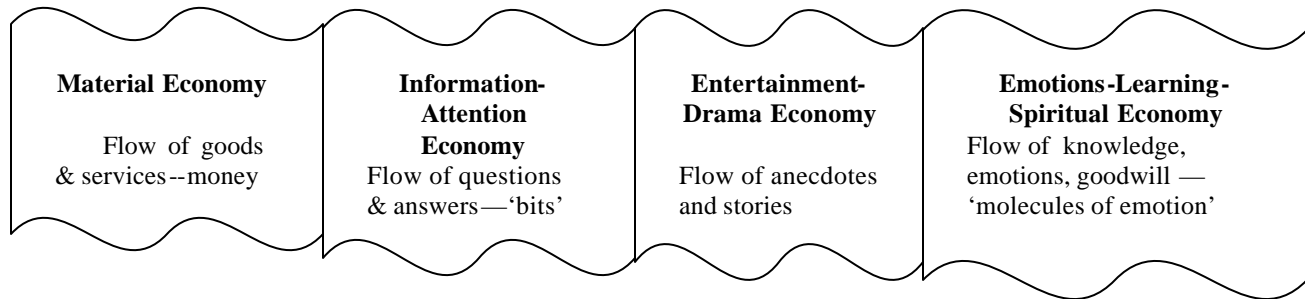 Material Economy
Flow of goods
& services--money
Information-
Attention
Economy
Flow of questions
& answers—‘bits’
Entertainment-
Drama Economy
Flow of anecdotes
and stories
Emotions-Learning-
Spiritual Economy
Flow of knowledge,
emotions, goodwill —
‘molecules of emotion’